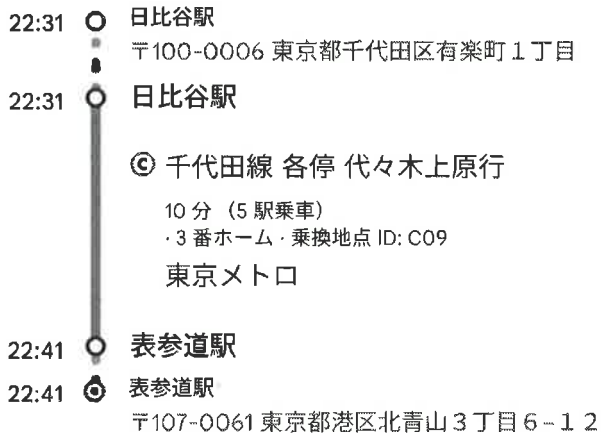 22:31 日比谷駅
〒100-0006 東京都千代田区有楽町１丁目
22:31 日比谷駅
C 千代田線 各停 代々木上原行
10 分 （5 駅乗車）
· 3 番ホーム · 乗換地点 ID: C09
東京メトロ
22:41 表参道駅
22:41 表参道駅
〒107-0061 東京都港区北青山３丁目６−１２